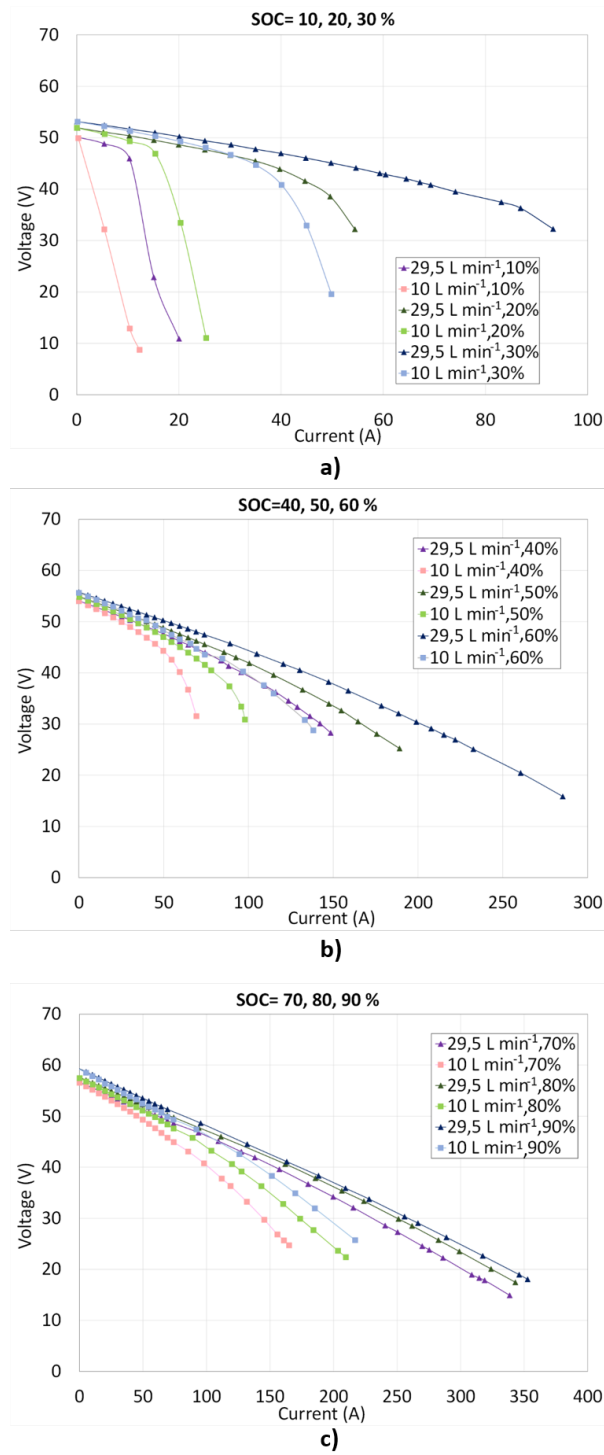 SOC= 10, 20, 30 %
70
60
50
40
30
20
10
0
Voltage (V)
29,5 L min⁻¹,10%
10 L min⁻¹,10%
29,5 L min⁻¹,20%
10 L min⁻¹,20%
29,5 L min⁻¹,30%
10 L min⁻¹,30%
0 20 40 60 80 100
Current (A)
a)
SOC=40, 50, 60 %
70
60
50
40
30
20
10
0
Voltage (V)
29,5 L min⁻¹,40%
10 L min⁻¹,40%
29,5 L min⁻¹,50%
10 L min⁻¹,50%
29,5 L min⁻¹,60%
10 L min⁻¹,60%
0 50 100 150 200 250 300
Current (A)
b)
SOC= 70, 80, 90 %
70
60
50
40
30
20
10
0
Voltage (V)
29,5 L min⁻¹,70%
10 L min⁻¹,70%
29,5 L min⁻¹,80%
10 L min⁻¹,80%
29,5 L min⁻¹,90%
10 L min⁻¹,90%
0 50 100 150 200 250 300 350 400
Current (A)
c)